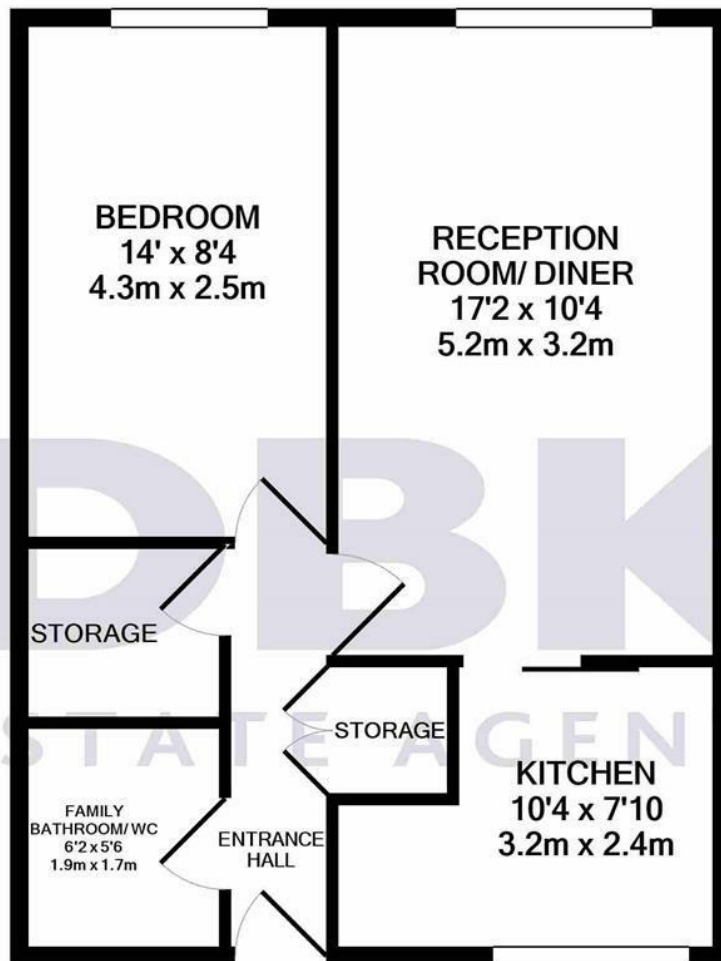 BEDROOM
14' x 8'4
4.3m x 2.5m
RECEPTION
ROOM/ DINER
17'2 x 10'4
5.2m x 3.2m
DBK
STORAGE
STATE AGEN
STORAGE
KITCHEN
10'4 x 7'10
3.2m x 2.4m
FAMILY
BATHROOM/ WC
6'2 x 5'6
1.9m x 1.7m
ENTRANCE
HALL